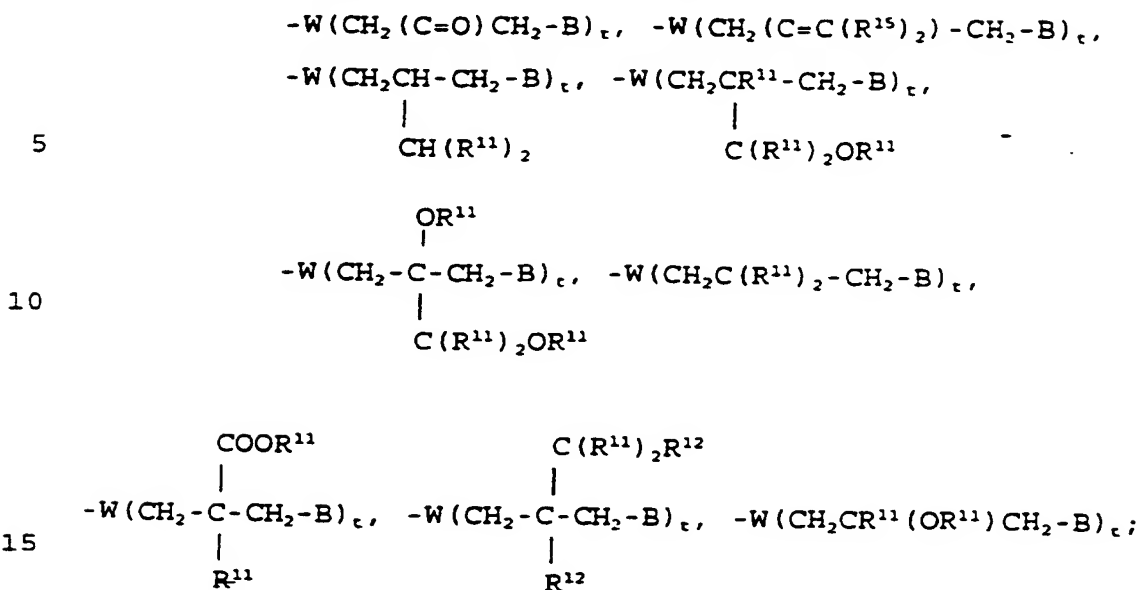 -W(CH₂(C=O)CH₂-B)ₜ, -W(CH₂(C=C(R¹⁵)₂)-CH₂-B)ₜ,
-W(CH₂CH-CH₂-B)ₜ, -W(CH₂CR¹¹-CH₂-B)ₜ,
5 CH(R¹¹)₂ C(R¹¹)₂OR¹¹
OR¹¹
-W(CH₂-C-CH₂-B)ₜ, -W(CH₂C(R¹¹)₂-CH₂-B)ₜ,
10
C(R¹¹)₂OR¹¹
COOR¹¹ C(R¹¹)₂R¹²
-W(CH₂-C-CH₂-B)ₜ, -W(CH₂-C-CH₂-B)ₜ, -W(CH₂CR¹¹(OR¹¹)CH₂-B)ₜ;
15
R¹¹ R¹²